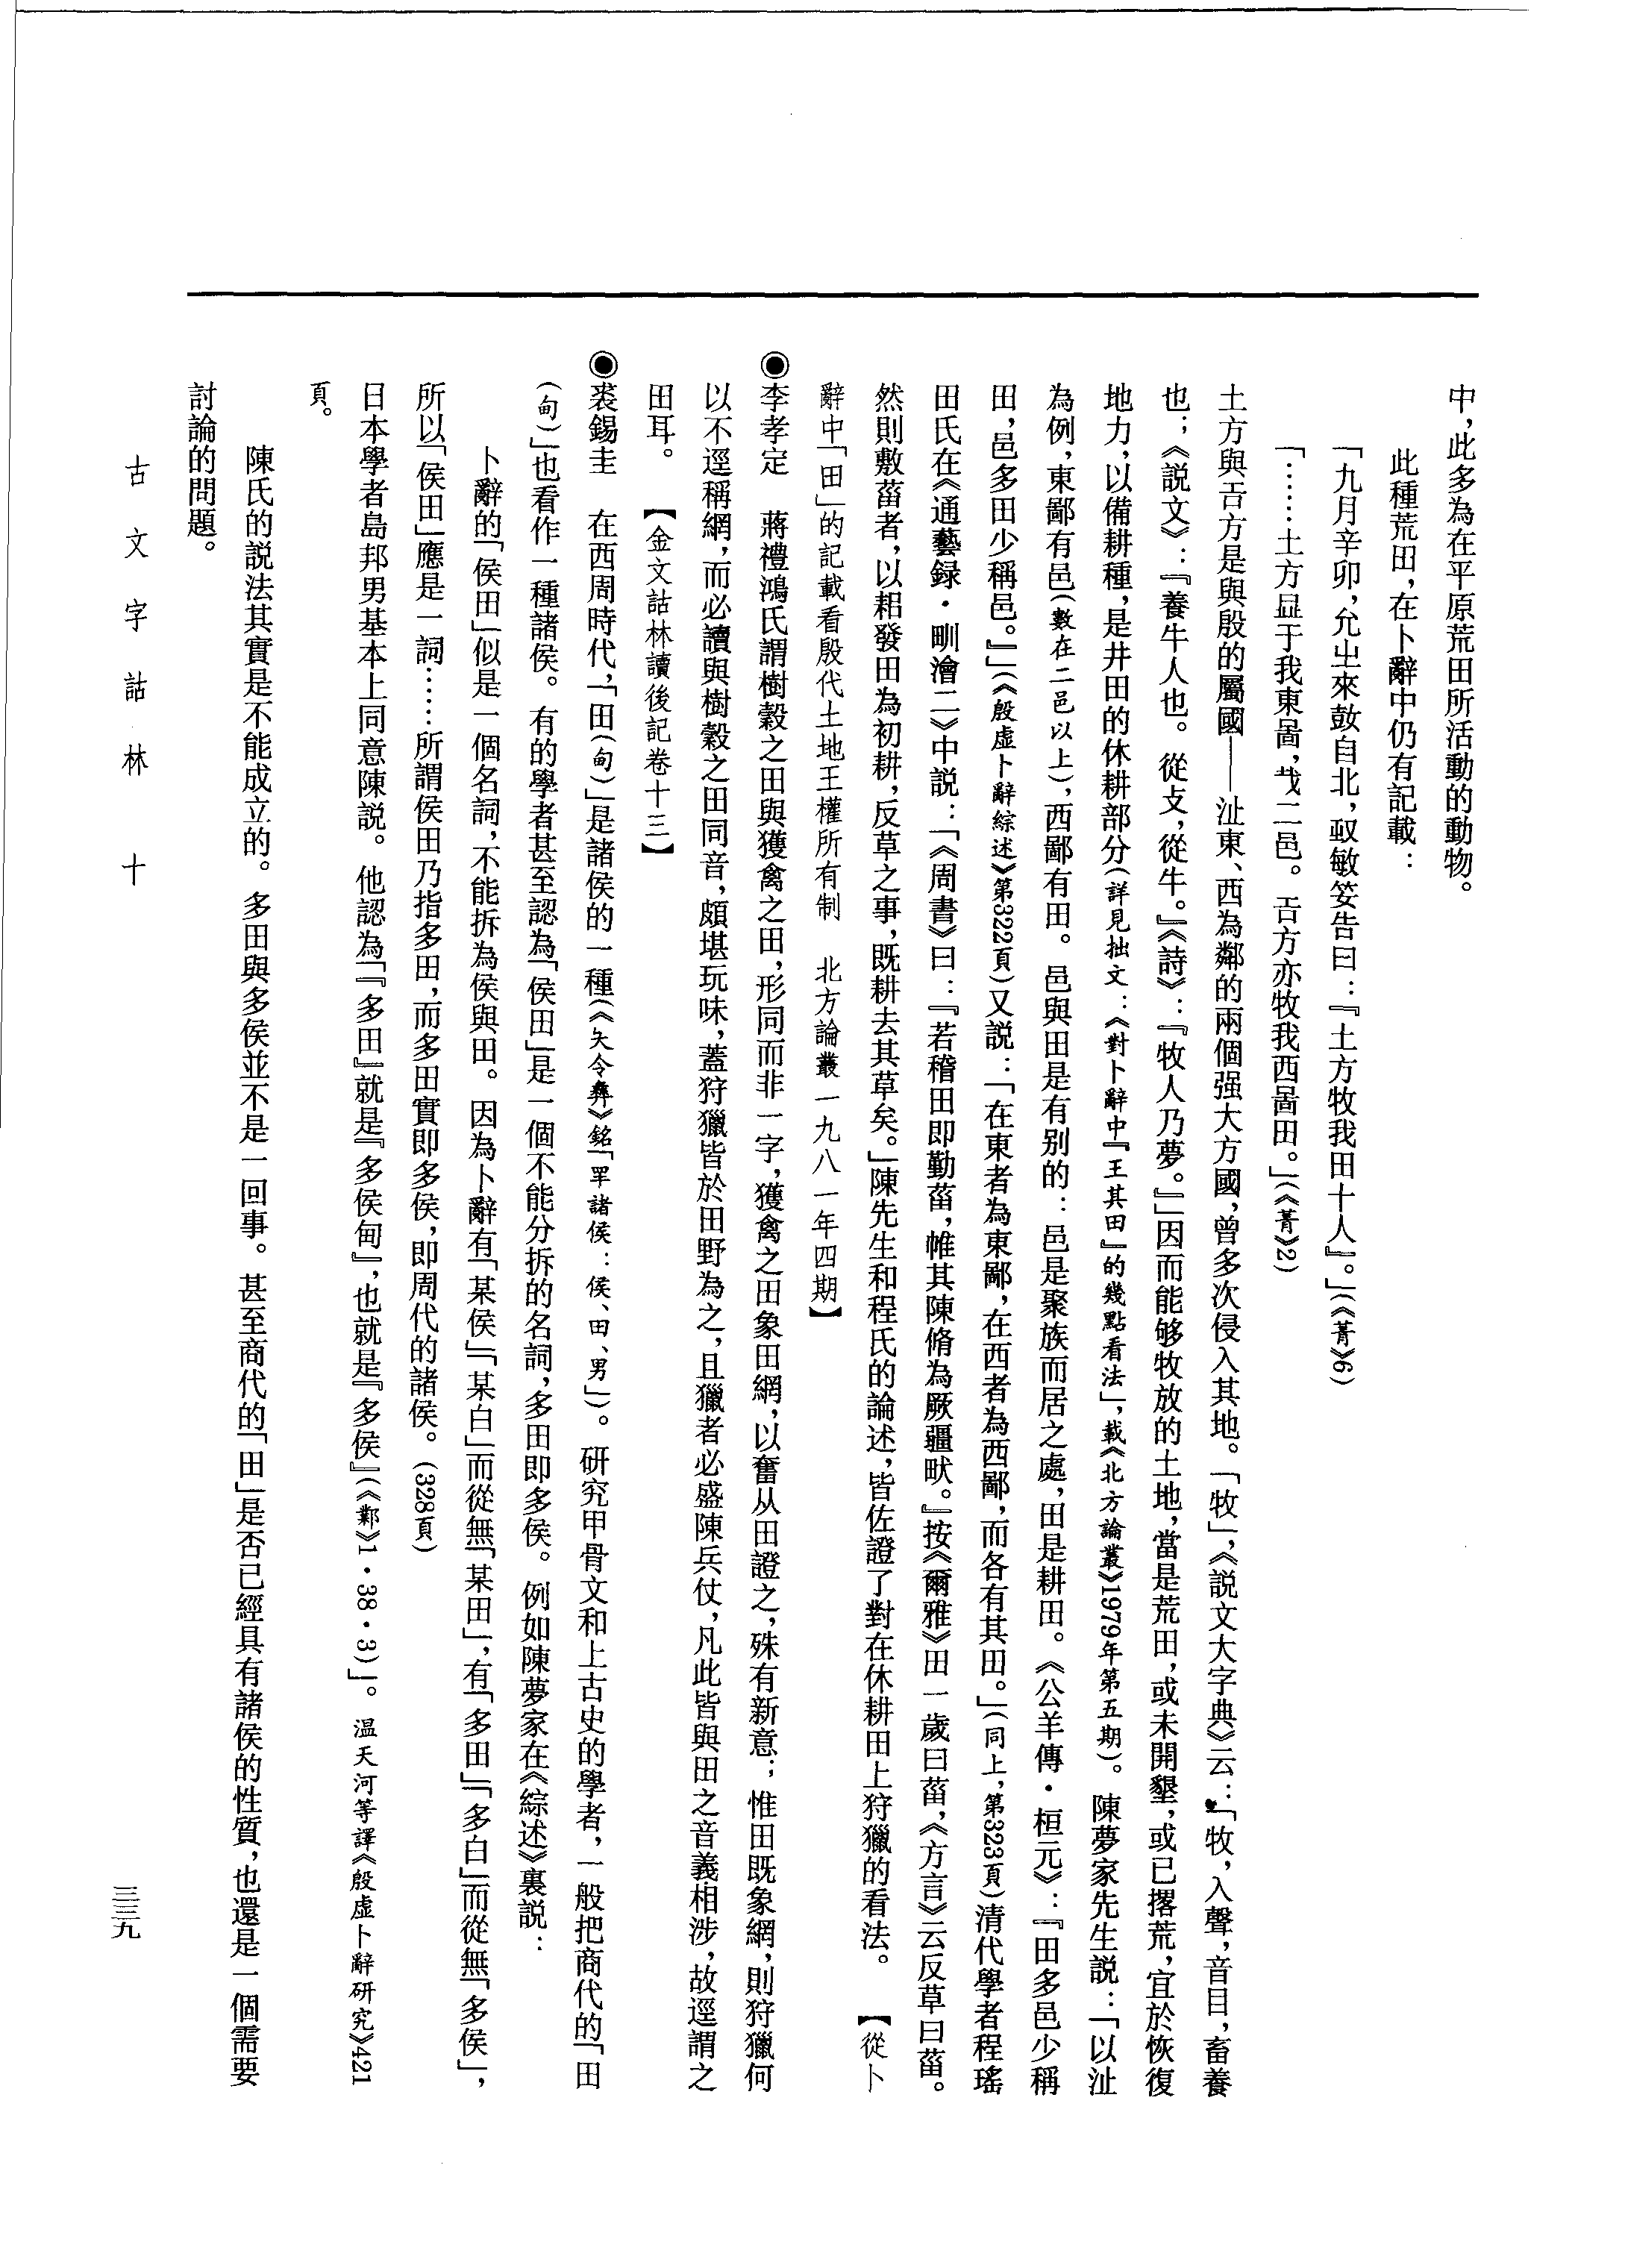 中，此多為在平原荒田所活動的動物。
此種荒田，在卜辭中仍有記載：
「九月辛卯，允㞢來𡔷自北，㕜敏妟告曰：『土方牧我田十人』。」（《菁》6）
「……土方显于我東啚，𢦏二邑。𢀛方亦牧我西啚田。」（《菁》2）
土方與𢀛方是與殷的屬國——沚東、西為鄰的兩個强大方國，曾多次侵入其地。「牧」，《説文大字典》云：「牧，入聲，音目，畜養
也；《説文》：『養牛人也。從攴，從牛。』《詩》：『牧人乃夢。』」因而能够牧放的土地，當是荒田，或未開墾，或已撂荒，宜於恢復
地力，以備耕種，是井田的休耕部分（詳見拙文：《對卜辭中『王其田』的幾點看法」，載《北方論叢》1979年第五期）。陳夢家先生説：「以沚
為例，東鄙有邑（數在二邑以上），西鄙有田。邑與田是有别的：邑是聚族而居之處，田是耕田。《公羊傳·桓元》：『田多邑少稱
田，邑多田少稱邑。』」（《殷虚卜辭綜述》第322頁）又説：「在東者為東鄙，在西者為西鄙，而各有其田。」（同上，第323頁）清代學者程瑤
田氏在《通藝録·甽澮二》中説：「《周書》曰：『若稽田即勤菑，帷其陳脩為厥疆畎。』按《爾雅》田一歲曰菑，《方言》云反草曰菑。
然則敷菑者，以耜發田為初耕，反草之事，既耕去其草矣。」陳先生和程氏的論述，皆佐證了對在休耕田上狩獵的看法。　【從卜
辭中「田」的記載看殷代土地王權所有制　北方論叢一九八一年四期】
◉李孝定　蔣禮鴻氏謂樹穀之田與獲禽之田，形同而非一字，獲禽之田象田網，以奮从田證之，殊有新意；惟田既象網，則狩獵何
以不逕稱網，而必讀與樹穀之田同音，頗堪玩味，蓋狩獵皆於田野為之，且獵者必盛陳兵仗，凡此皆與田之音義相涉，故逕謂之
田耳。　【金文詁林讀後記卷十三】
◉裘錫圭　在西周時代，「田（甸）」是諸侯的一種（《夨令彝》銘「眔諸侯：侯、田、男」）。研究甲骨文和上古史的學者，一般把商代的「田
（甸）」也看作一種諸侯。有的學者甚至認為「侯田」是一個不能分拆的名詞，多田即多侯。例如陳夢家在《綜述》裏説：
卜辭的「侯田」似是一個名詞，不能拆為侯與田。因為卜辭有「某侯」「某白」而從無「某田」，有「多田」「多白」而從無「多侯」，
所以「侯田」應是一詞……所謂侯田乃指多田，而多田實即多侯，即周代的諸侯。（328頁）
日本學者島邦男基本上同意陳説。他認為「『多田』就是『多侯甸』，也就是『多侯』（《鄴》1·38·3）」。温天河等譯《殷虚卜辭研究》421
頁。
陳氏的説法其實是不能成立的。多田與多侯並不是一回事。甚至商代的「田」是否已經具有諸侯的性質，也還是一個需要
討論的問題。
古文字詁林　十
三三九